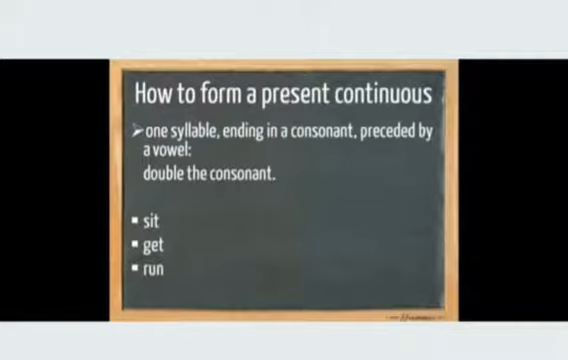 How to form a present continuous
➢ one syllable, ending in a consonant, preceded by
a vowel:
double the consonant.
▪ sit
▪ get
▪ run